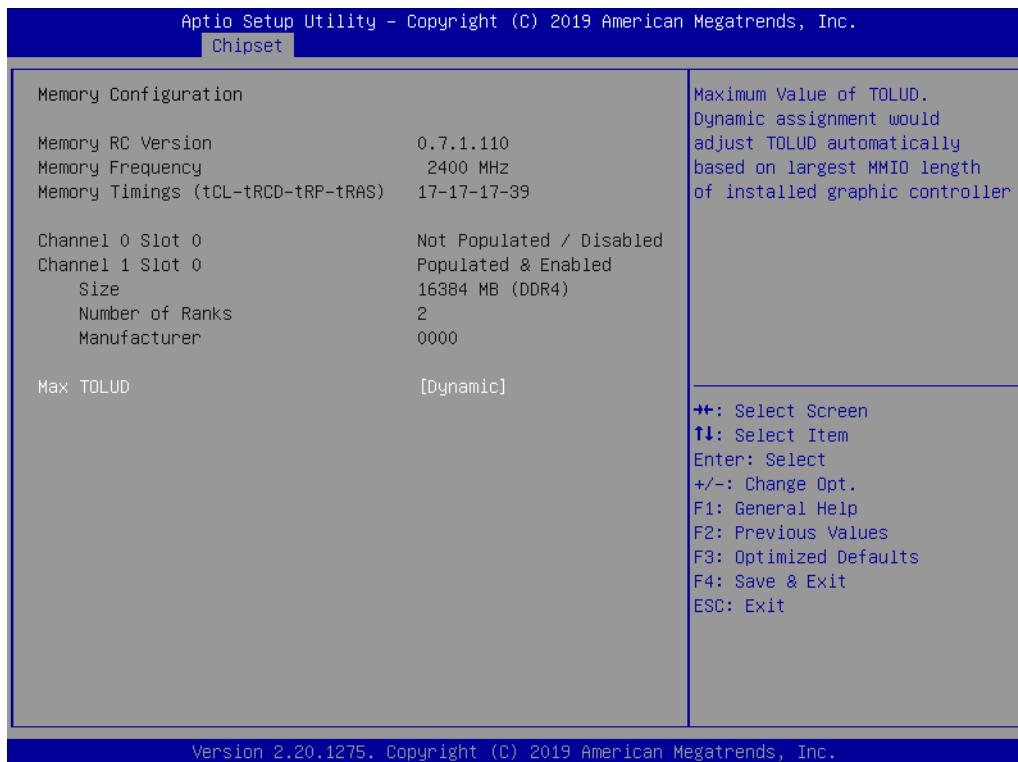 Aptio Setup Utility – Copyright (C) 2019 American Megatrends, Inc.
Chipset
Memory Configuration
Memory RC Version 0.7.1.110
Memory Frequency 2400 MHz
Memory Timings (tCL-tRCD-tRP-tRAS) 17-17-17-39
Channel 0 Slot 0 Not Populated / Disabled
Channel 1 Slot 0 Populated & Enabled
Size 16384 MB (DDR4)
Number of Ranks 2
Manufacturer 0000
Max TOLUD [Dynamic]
Maximum Value of TOLUD.
Dynamic assignment would
adjust TOLUD automatically
based on largest MMIO length
of installed graphic controller
→←: Select Screen
↑↓: Select Item
Enter: Select
+/-: Change Opt.
F1: General Help
F2: Previous Values
F3: Optimized Defaults
F4: Save & Exit
ESC: Exit
Version 2.20.1275. Copyright (C) 2019 American Megatrends, Inc.